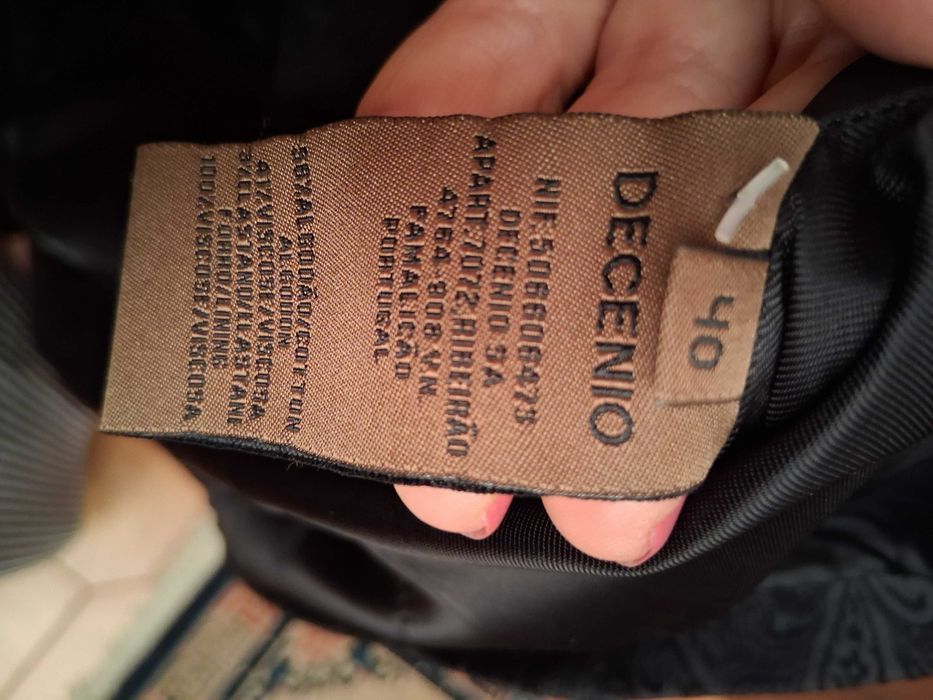 40
DECENIO
NIF:506606473
DECENIO SA
APART:7072,RIBEIRÃO
4764-908 V.N
FAMALICÃO
PORTUGAL
56%ALGODÃO/COTTON
ALGODON
41%VISCOSE/VISCOSA
3%ELASTANO/ELASTANE
FORRO/LINING
100%VISCOSE/VISCOSA